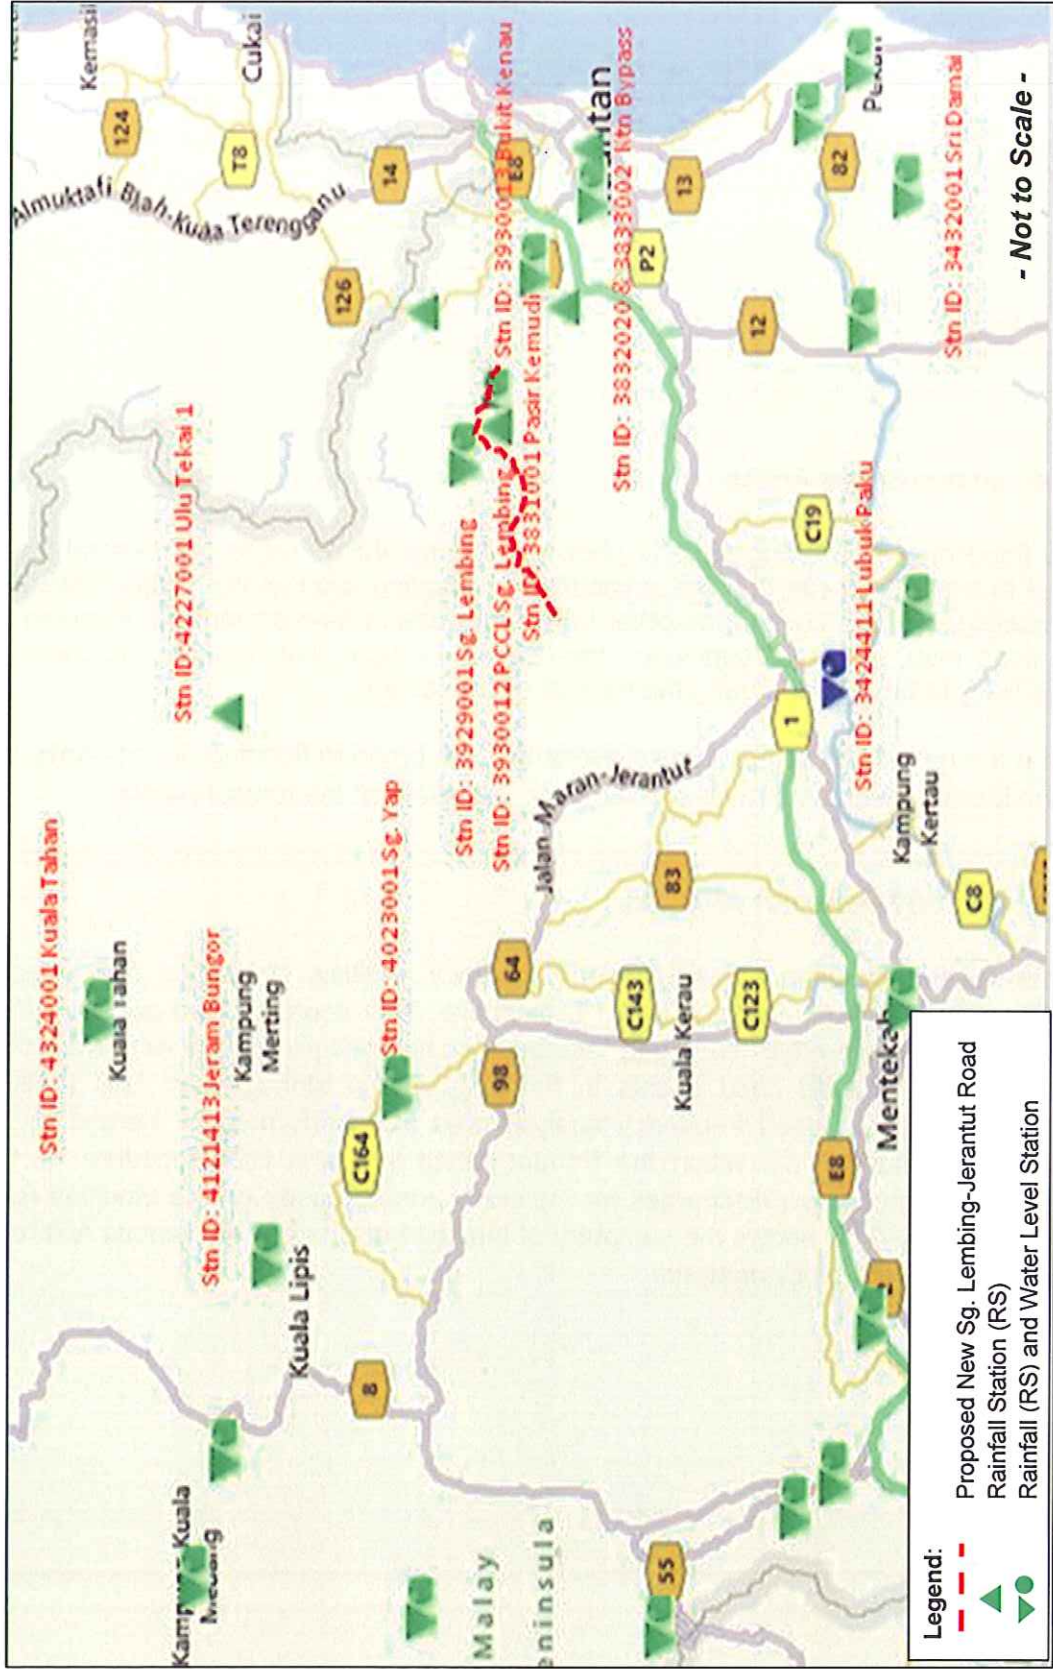 Kemasil
Cukai
124
T8
Almuktafi Billah-Kuala Terengganu
14
126
E8
Stn ID: 3930013 Bukit Kenau
Stn ID: 3831001 Pasir Kemudi
Stn ID: 3832020& 3833002 Ktn Bypass
P2
13
82
12
Stn ID: 3432001 Sri Damai
- Not to Scale -
Stn ID:4227001 Ulu Tekai 1
Stn ID: 3929001 Sg. Lembing
Stn ID: 3930012 PCCL Sg. Lembing
C19
Stn ID: 3424411 Lubuk Paku
1
Jalan Maran-Jerantut
Kampung
Kertau
83
C8
Stn ID: 4324001 Kuala Tahan
Kuala Tahan
Stn ID: 4121413 Jeram Bungor
Kampung
Merting
Stn ID: 4023001 Sg. Yap
64
C143
Kuala Kerau
C123
98
C164
Mentekab
E8
2
Kuala Lipis
8
Kampung Kuala
Medang
Malay
eninsula
55
Legend:
Proposed New Sg. Lembing-Jerantut Road
Rainfall Station (RS)
Rainfall (RS) and Water Level Station